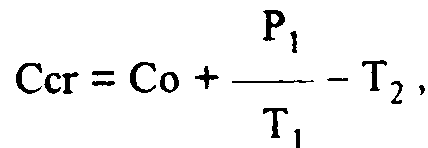 Ccr = Co + P₁ / T₁ – T₂ ,